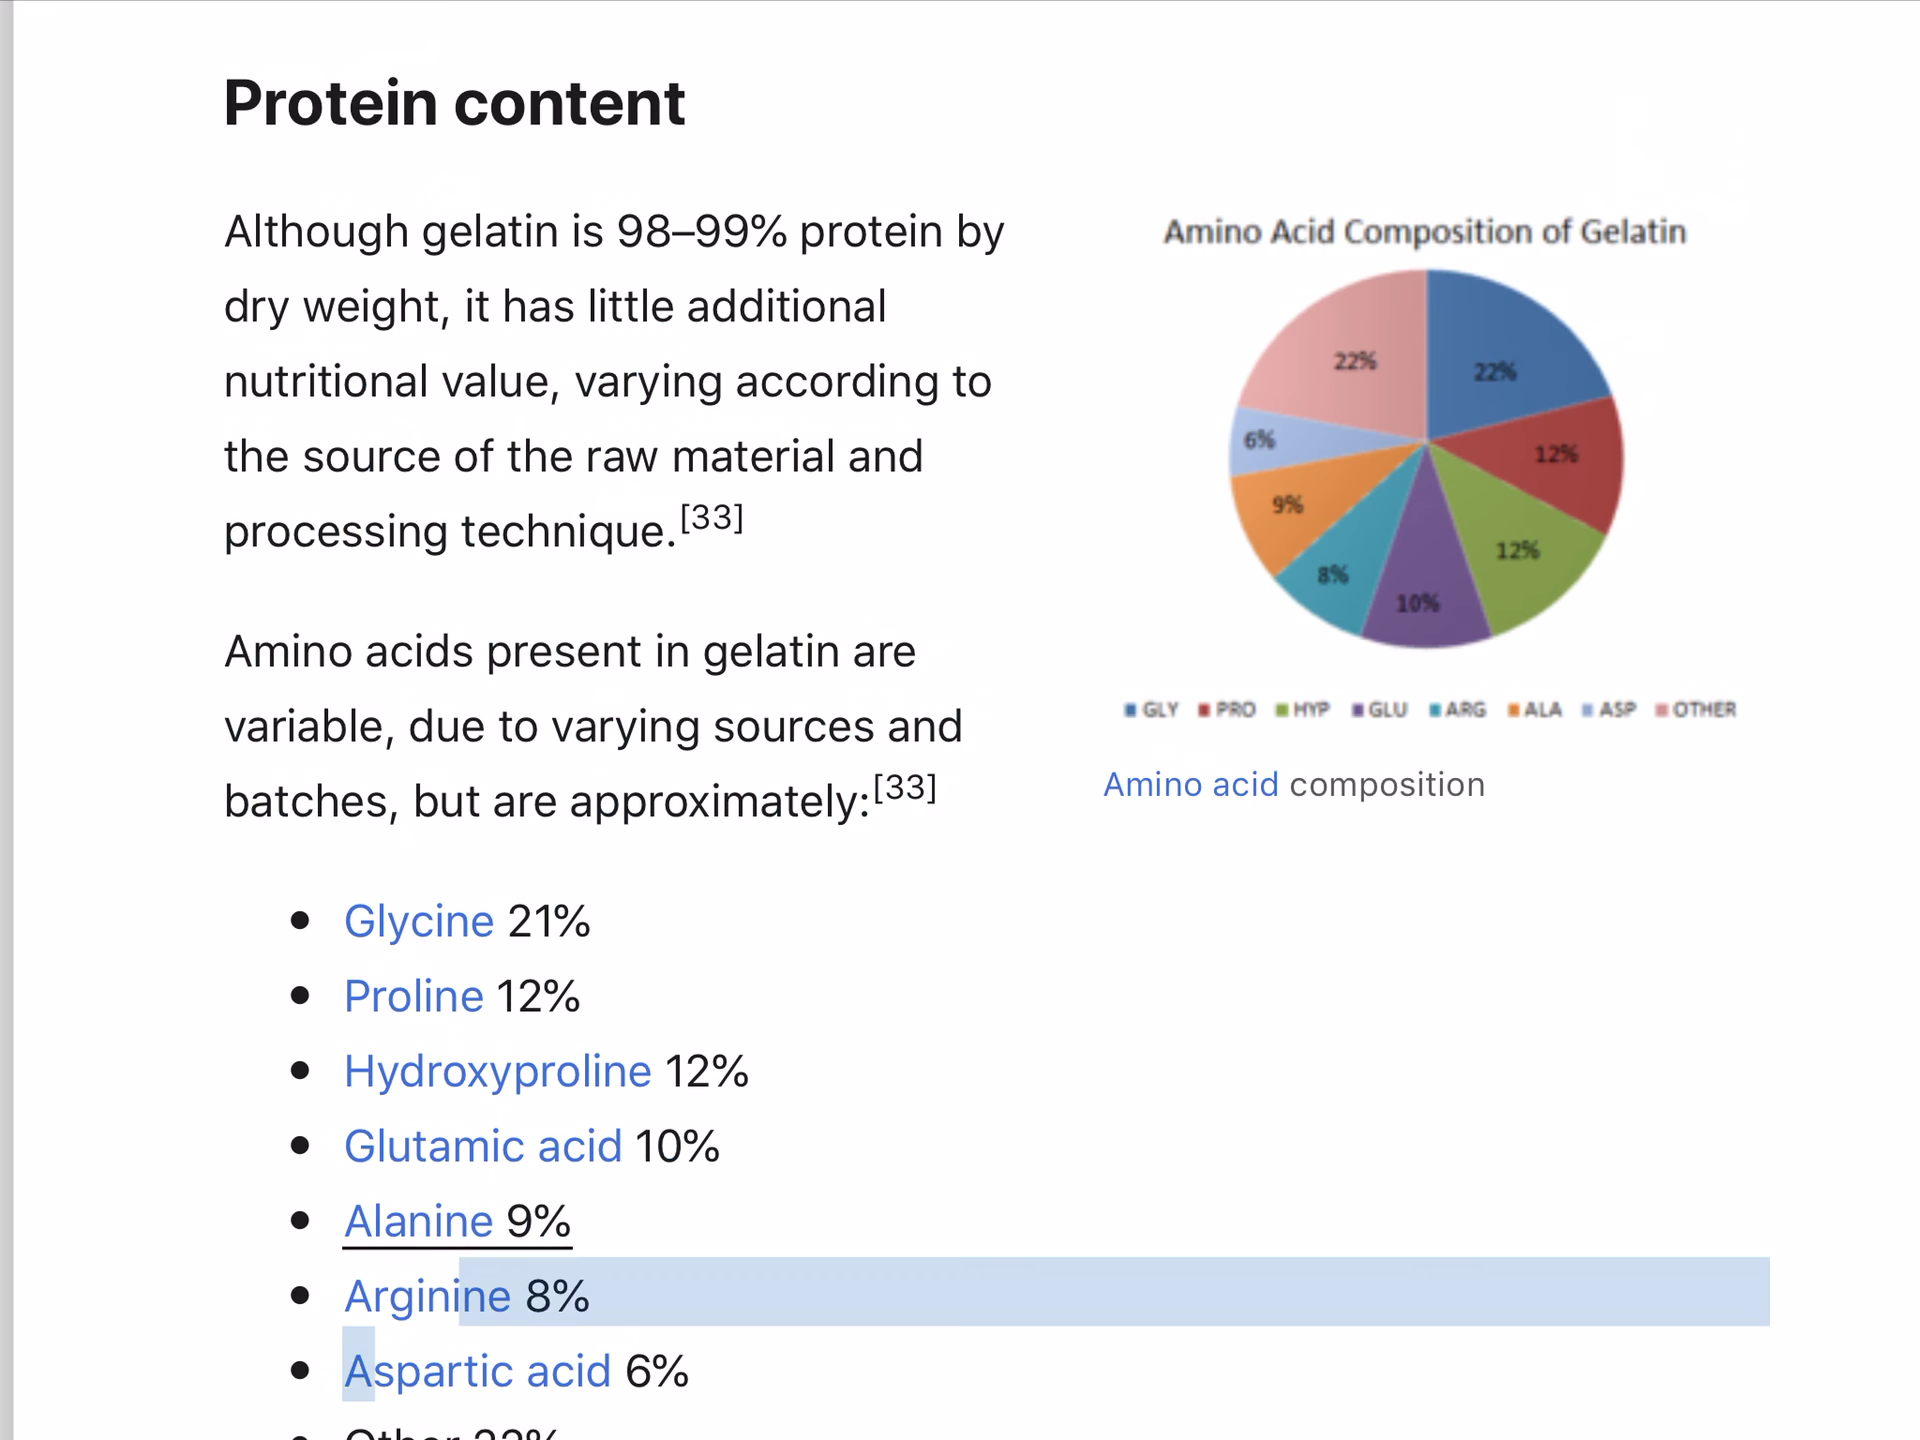 Protein content
Although gelatin is 98–99% protein by
dry weight, it has little additional
nutritional value, varying according to
the source of the raw material and
processing technique.[33]
Amino acids present in gelatin are
variable, due to varying sources and
batches, but are approximately:[33]
• Glycine 21%
• Proline 12%
• Hydroxyproline 12%
• Glutamic acid 10%
• Alanine 9%
• Arginine 8%
• Aspartic acid 6%
• Other 22%
Amino Acid Composition of Gelatin
22%
22%
12%
12%
10%
8%
9%
6%
GLY PRO HYP GLU ARG ALA ASP OTHER
Amino acid composition